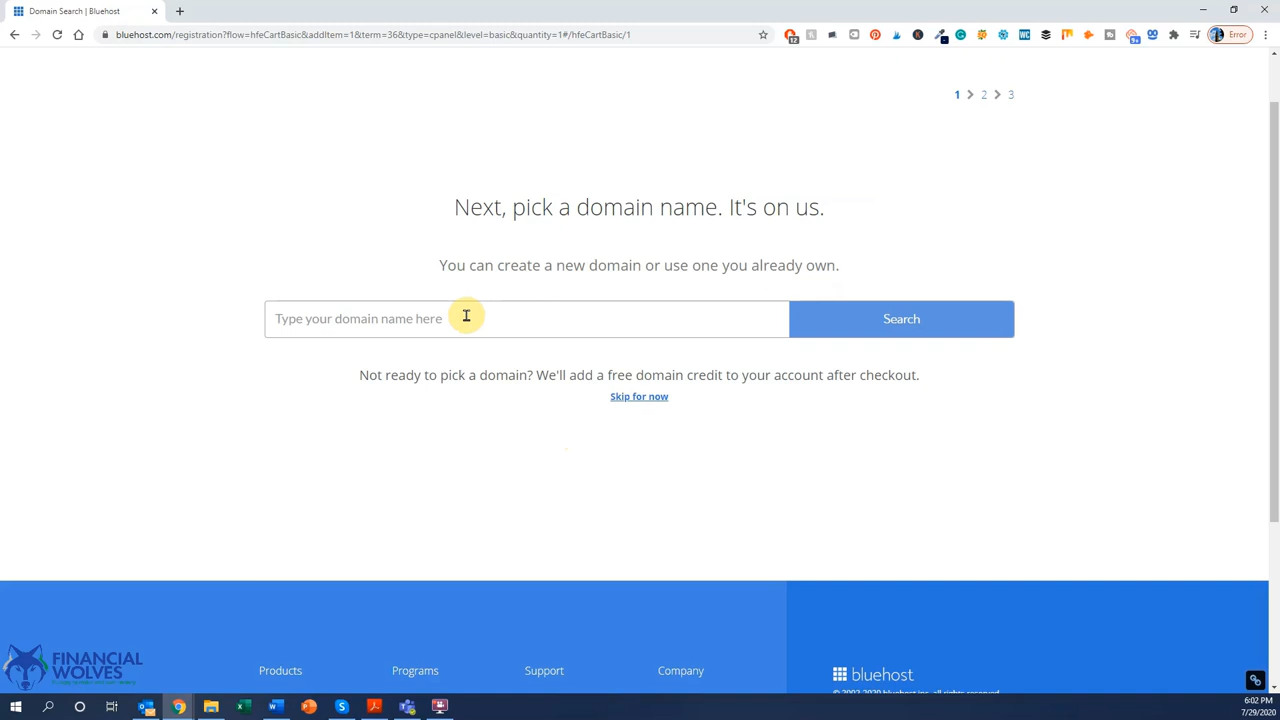 Domain Search | Bluehost
bluehost.com/registration?flow=hfeCartBasic&addItem=1&term=36&type=cpanel&level=basic&quantity=1#/hfeCartBasic/1
12
WC
9+
Error
1 > 2 > 3
Next, pick a domain name. It's on us.
You can create a new domain or use one you already own.
Type your domain name here
Search
Not ready to pick a domain? We'll add a free domain credit to your account after checkout.
Skip for now
FINANCIAL
WOLVES
Products Programs Support Company
bluehost
6:02 PM
7/29/2020